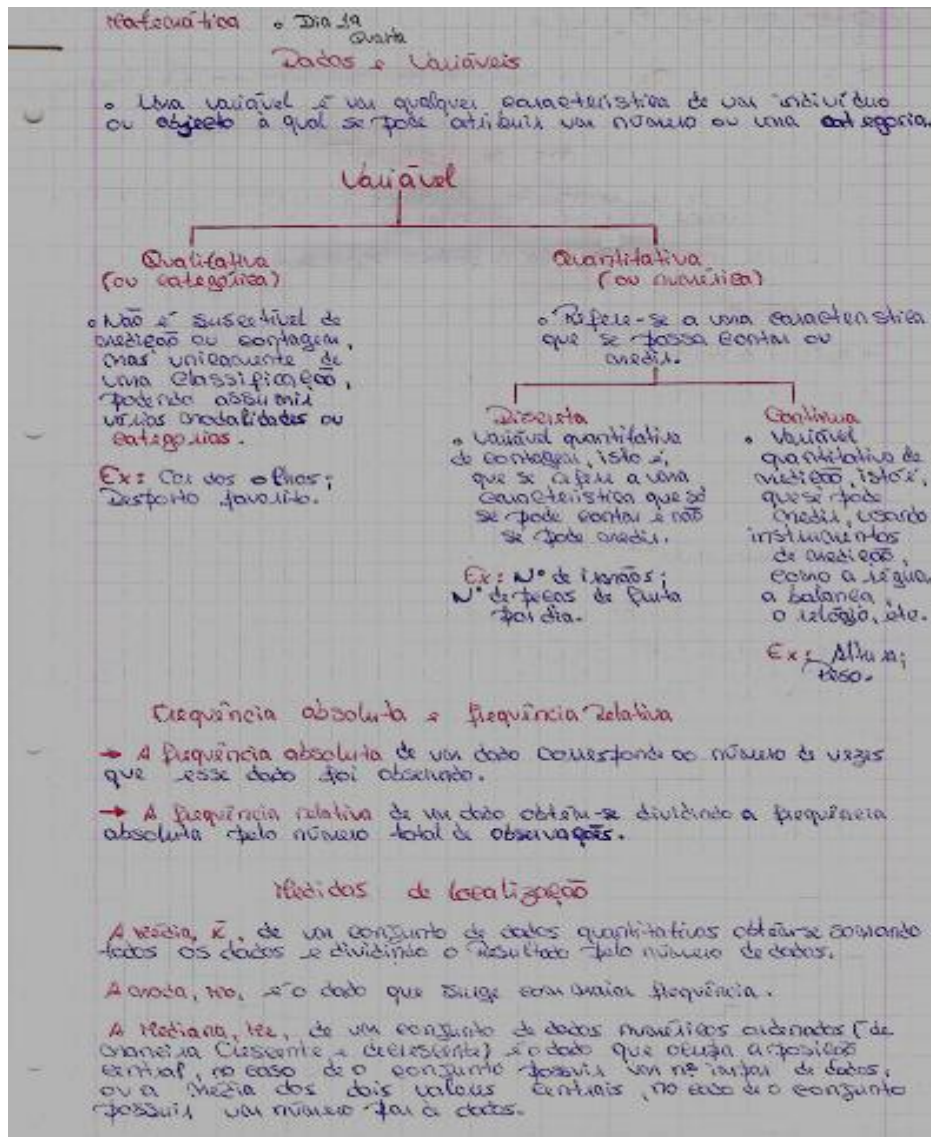 Matemática • Dia 19
Quarta
Dados e Variáveis
• Uma variável é um qualquer característica de um indivíduo
ou objecto à qual se pode atribuir um número ou uma categoria.
Variável
Qualitativa
(ou categórica)
• Não é suscetível de
medição ou contagem,
mas unicamente de
uma classificação,
podendo assumir
várias modalidades ou
categorias.
Ex: Cor dos olhos;
Desporto favorito.
Quantitativa
(ou numérica)
• Refere-se a uma característica
que se possa contar ou
medir.
Discreta
• Variável quantitativa
de contagem, isto é,
que se refere a uma
característica que só
se pode contar e não
se pode medir.
Ex: Nº de irmãos;
Nº de peças de fruta
por dia.
Contínua
• Variável
quantitativa de
medição, isto é,
que se pode
medir, usando
instrumentos
de medição,
como a régua,
a balança,
o relógio, etc.
Ex: Altura;
Peso.
Frequência absoluta e frequência relativa
→ A frequência absoluta de um dado corresponde ao número de vezes
que esse dado foi observado.
→ A frequência relativa de um dado obtém-se dividindo a frequência
absoluta pelo número total de observações.
Medidas de localização
A Média, x̄, de um conjunto de dados quantitativos obtém-se somando
todos os dados e dividindo o resultado pelo número de dados.
A moda, Mo, é o dado que surge com maior frequência.
A Mediana, Me, de um conjunto de dados numéricos ordenados (de
maneira crescente e decrescente) é o dado que ocupa a posição
central, no caso de o conjunto possuir um nº ímpar de dados,
ou a média dos dois valores centrais, no caso de o conjunto
possuir um número par de dados.